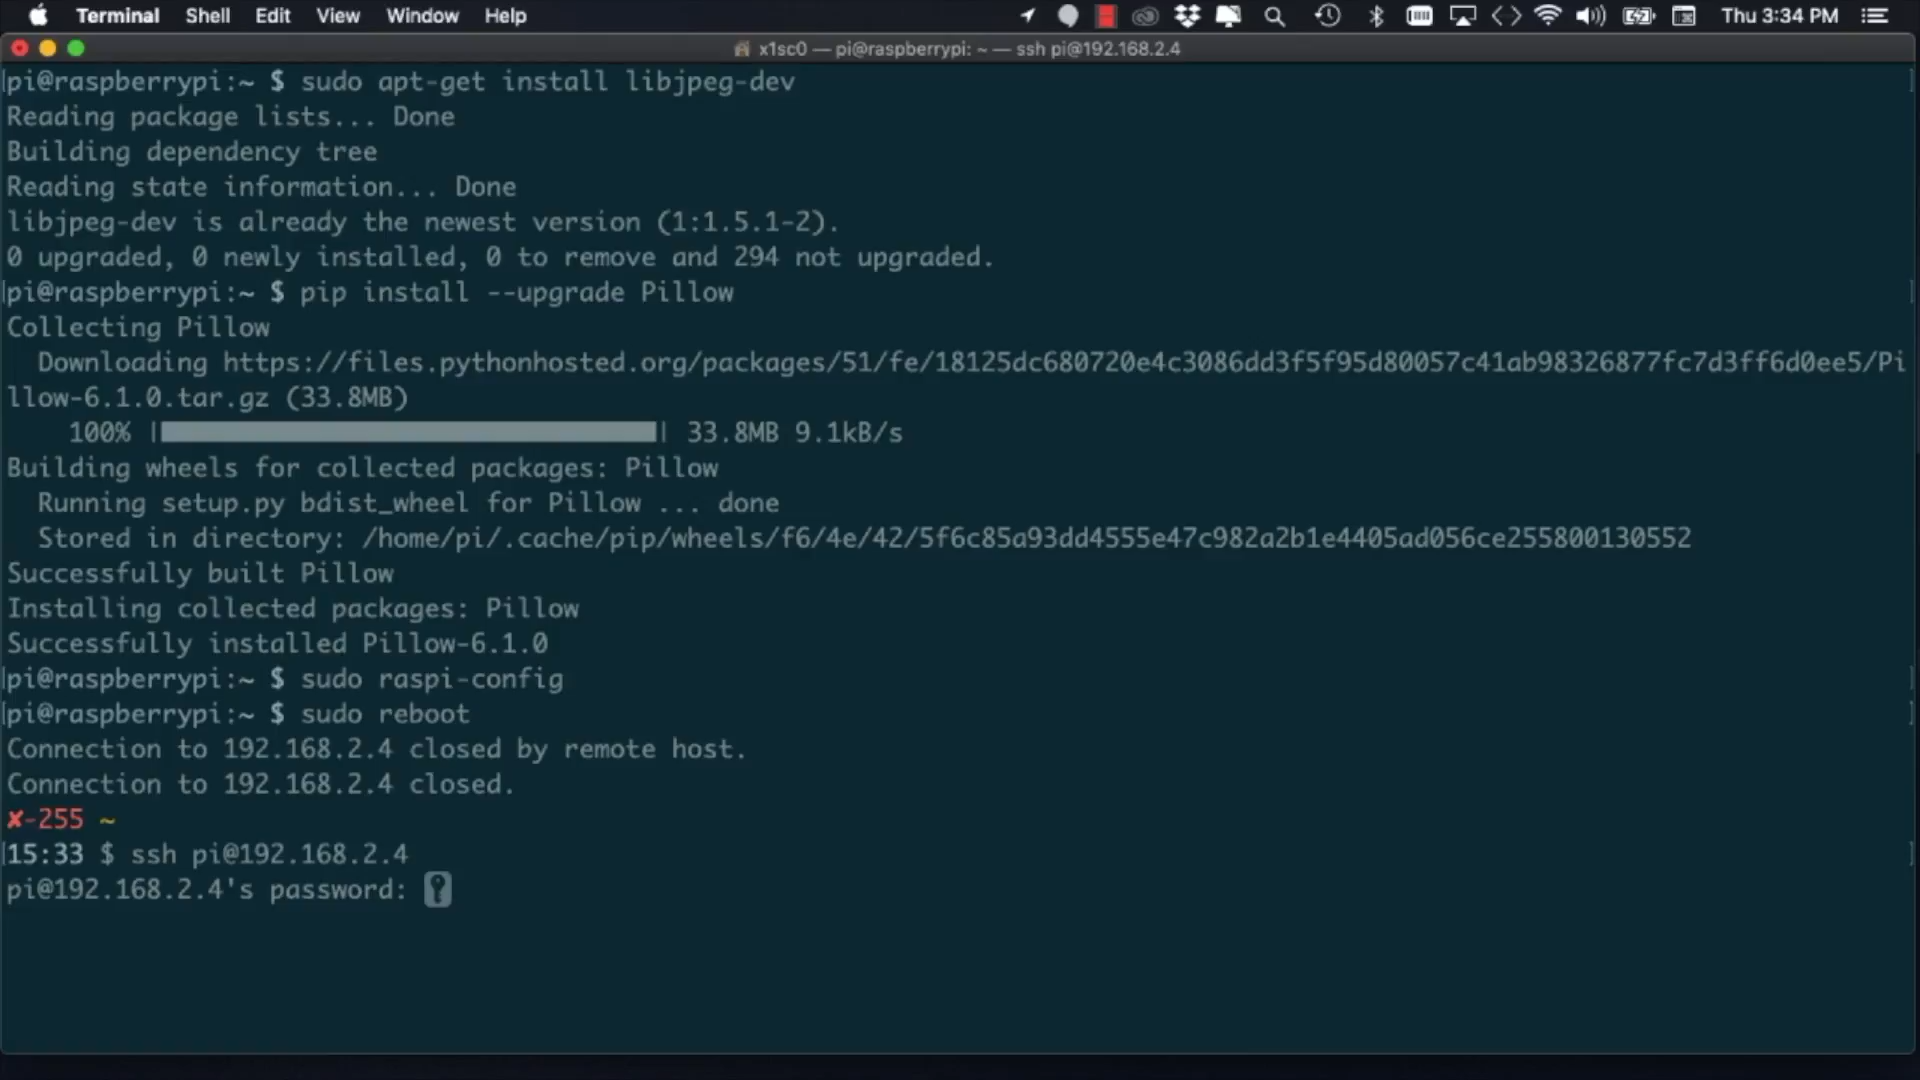 Terminal Shell Edit View Window Help Thu 3:34 PM
x1sc0 — pi@raspberrypi: ~ — ssh pi@192.168.2.4
pi@raspberrypi:~ $ sudo apt-get install libjpeg-dev
Reading package lists... Done
Building dependency tree
Reading state information... Done
libjpeg-dev is already the newest version (1:1.5.1-2).
0 upgraded, 0 newly installed, 0 to remove and 294 not upgraded.
pi@raspberrypi:~ $ pip install --upgrade Pillow
Collecting Pillow
Downloading https://files.pythonhosted.org/packages/51/fe/18125dc680720e4c3086dd3f5f95d80057c41ab98326877fc7d3ff6d0ee5/Pi
llow-6.1.0.tar.gz (33.8MB)
100% || 33.8MB 9.1kB/s
Building wheels for collected packages: Pillow
Running setup.py bdist_wheel for Pillow ... done
Stored in directory: /home/pi/.cache/pip/wheels/f6/4e/42/5f6c85a93dd4555e47c982a2b1e4405ad056ce255800130552
Successfully built Pillow
Installing collected packages: Pillow
Successfully installed Pillow-6.1.0
pi@raspberrypi:~ $ sudo raspi-config
pi@raspberrypi:~ $ sudo reboot
Connection to 192.168.2.4 closed by remote host.
Connection to 192.168.2.4 closed.
✘-255 ~
15:33 $ ssh pi@192.168.2.4
pi@192.168.2.4's password: